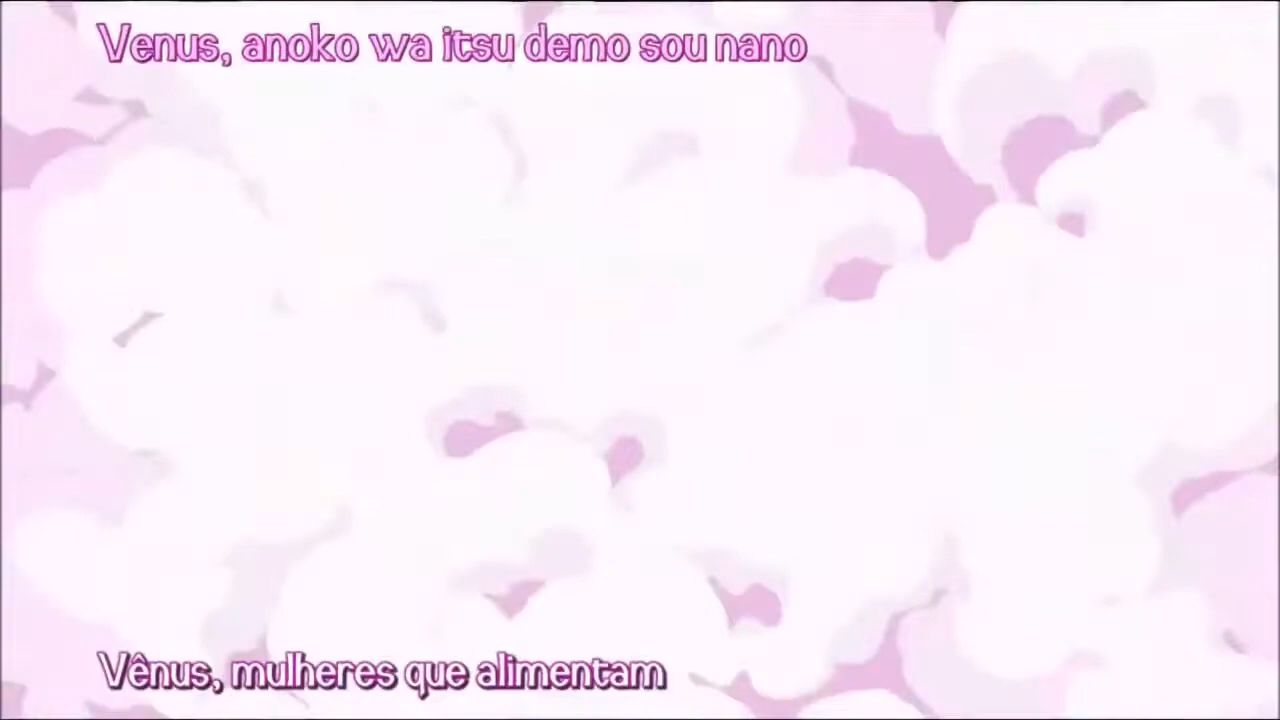 Venus, anoko wa itsu demo sou nano
Vênus, mulheres que alimentam